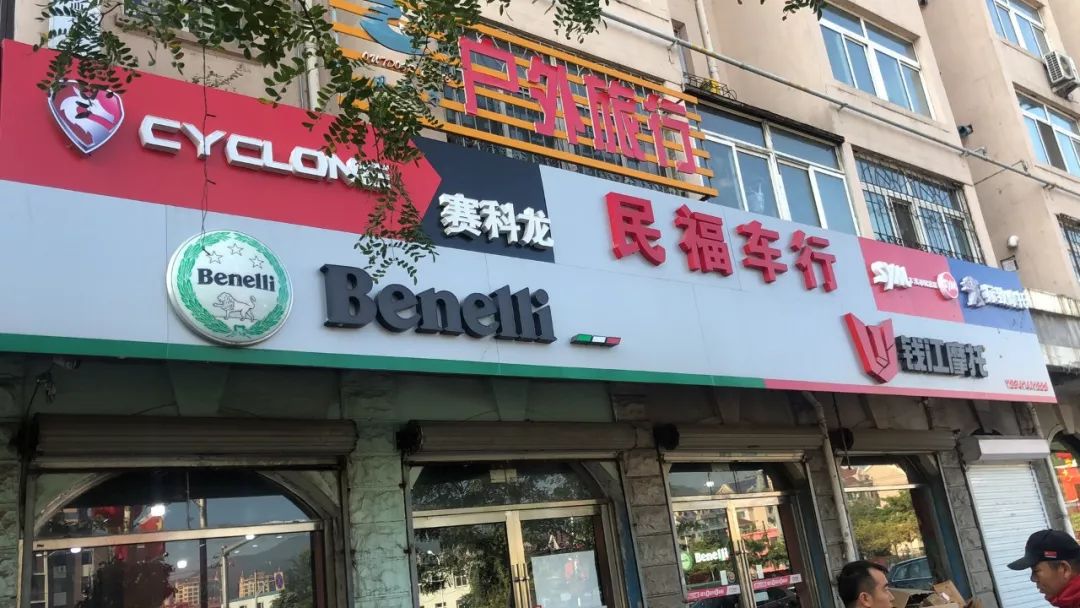 户外旅行
CYCLONE
赛科龙
民福车行
SYM
Benelli
Benelli
钱江摩托
Benelli